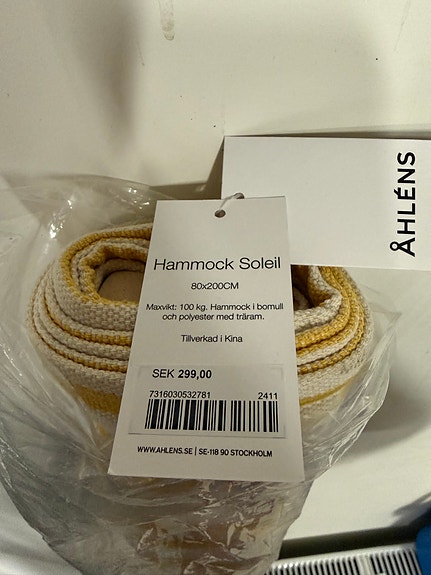 ÅHLÉNS
Hammock Soleil
80x200CM
Maxvikt: 100 kg. Hammock i bomull
och polyester med träram.
Tillverkad i Kina
SEK 299,00
7316030532781 2411
WWW.AHLENS.SE | SE-118 90 STOCKHOLM